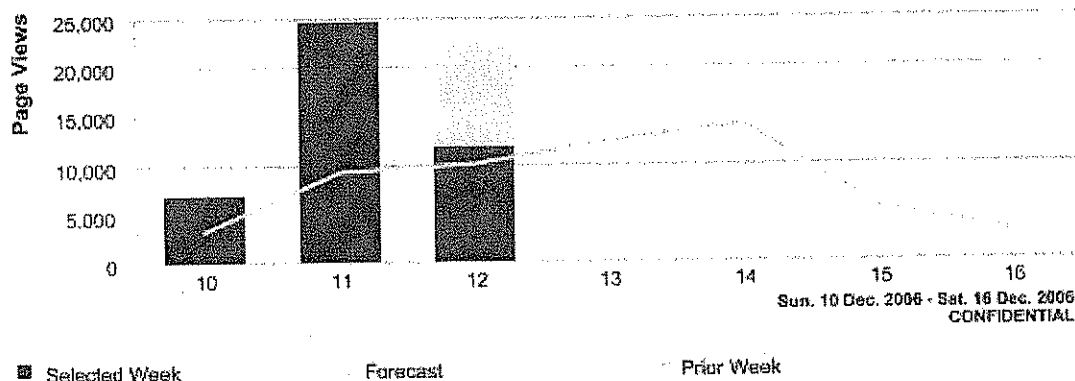 Page Views
25,000
20,000
15,000
10,000
5,000
0
10 11 12 13 14 15 16
Sun. 10 Dec. 2006 - Sat. 16 Dec. 2006
CONFIDENTIAL
Selected Week Forecast Prior Week